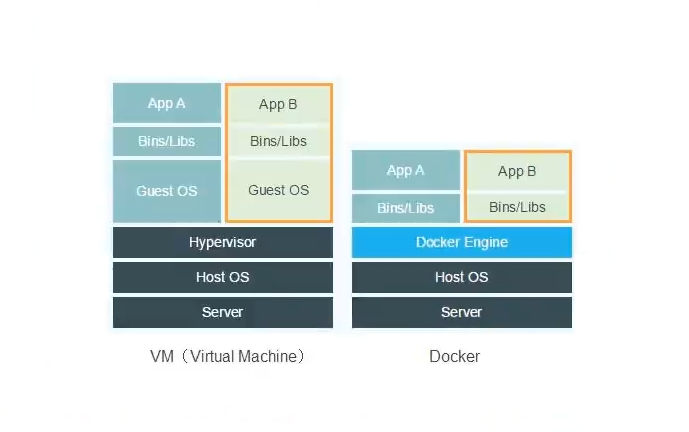 App A
App B
Bins/Libs
Bins/Libs
Guest OS
Guest OS
Hypervisor
Host OS
Server
VM（Virtual Machine）
App A
App B
Bins/Libs
Bins/Libs
Docker Engine
Host OS
Server
Docker